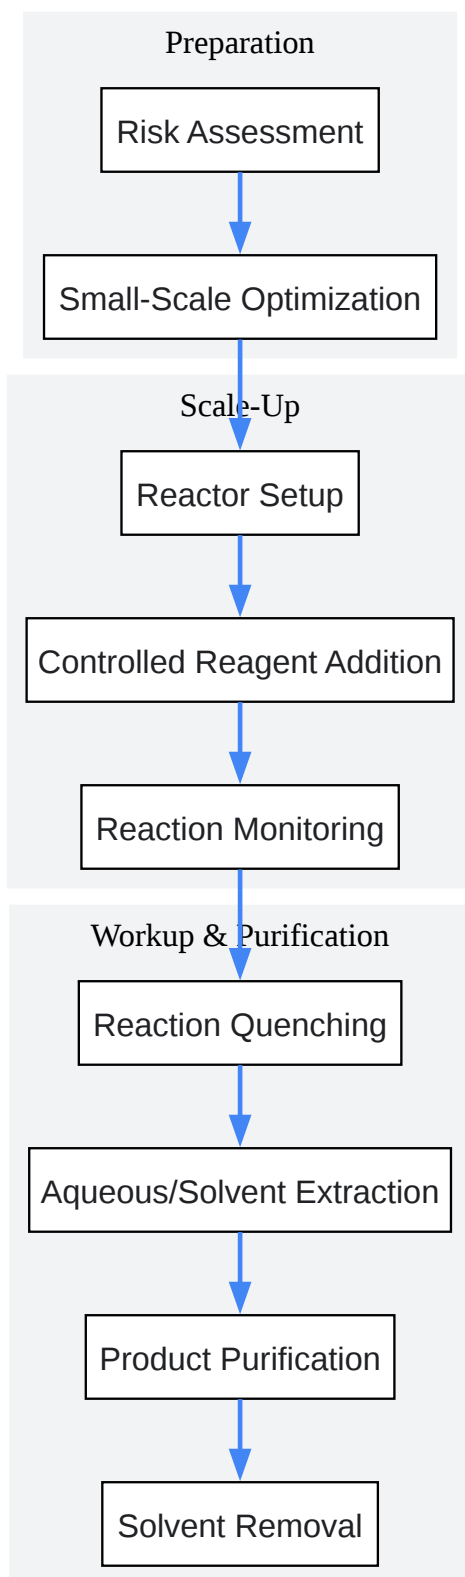 Preparation
Risk Assessment
Small-Scale Optimization
Scale-Up
Reactor Setup
Controlled Reagent Addition
Reaction Monitoring
Workup & Purification
Reaction Quenching
Aqueous/Solvent Extraction
Product Purification
Solvent Removal